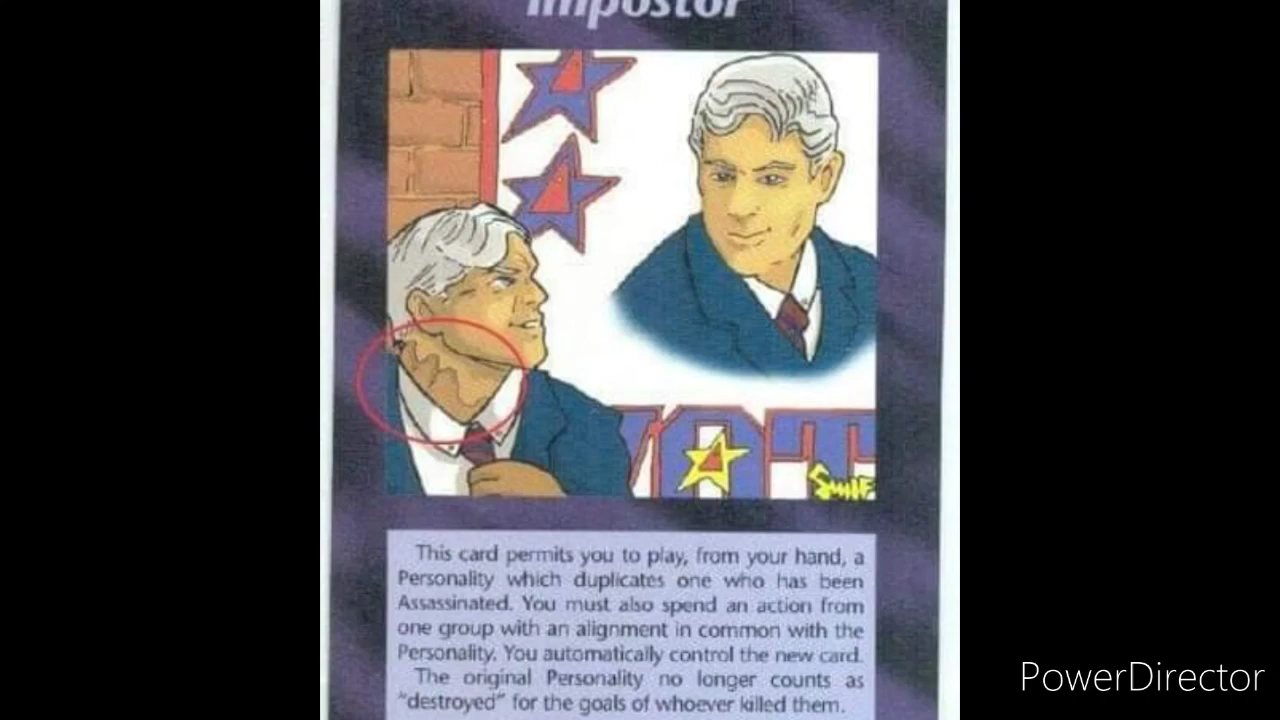 Impostor
VOT
This card permits you to play, from your hand, a
Personality which duplicates one who has been
Assassinated. You must also spend an action from
one group with an alignment in common with the
Personality. You automatically control the new card.
The original Personality no longer counts as
"destroyed" for the goals of whoever killed them.
PowerDirector